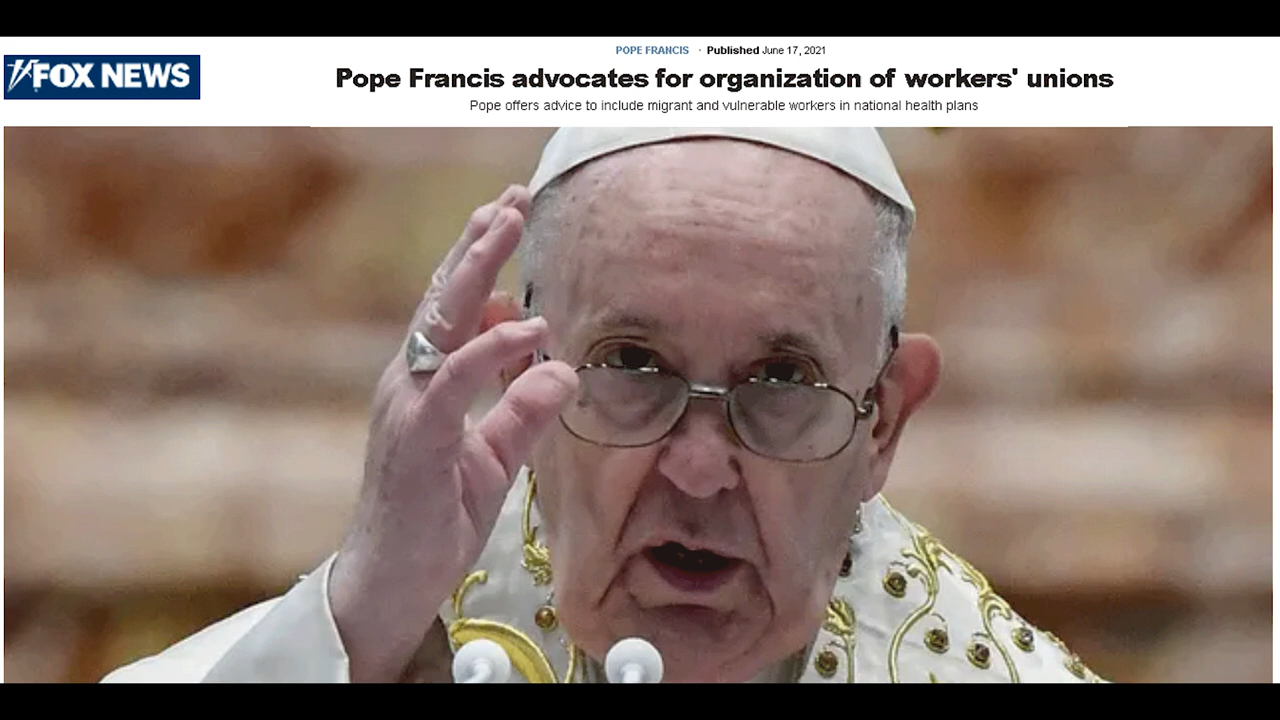 POPE FRANCIS · Published June 17, 2021
FOX NEWS
Pope Francis advocates for organization of workers' unions
Pope offers advice to include migrant and vulnerable workers in national health plans